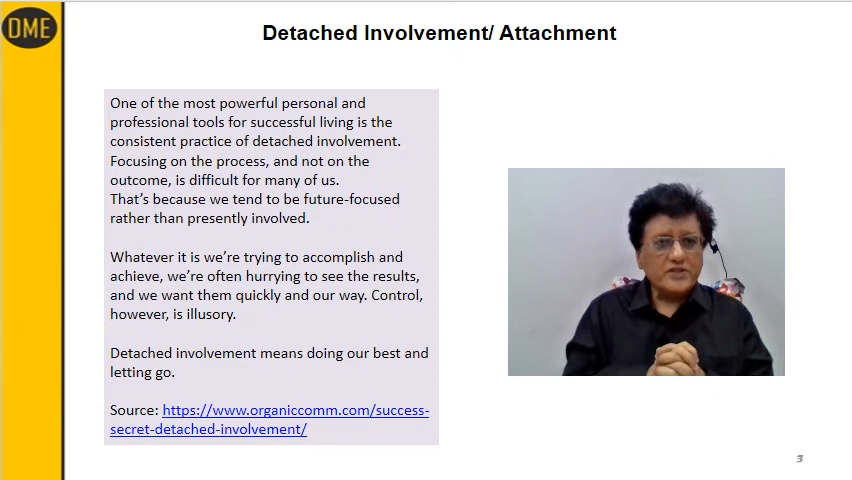 DME
Detached Involvement/ Attachment
One of the most powerful personal and
professional tools for successful living is the
consistent practice of detached involvement.
Focusing on the process, and not on the
outcome, is difficult for many of us.
That’s because we tend to be future-focused
rather than presently involved.
Whatever it is we’re trying to accomplish and
achieve, we’re often hurrying to see the results,
and we want them quickly and our way. Control,
however, is illusory.
Detached involvement means doing our best and
letting go.
Source: https://www.organiccomm.com/success-
secret-detached-involvement/
3